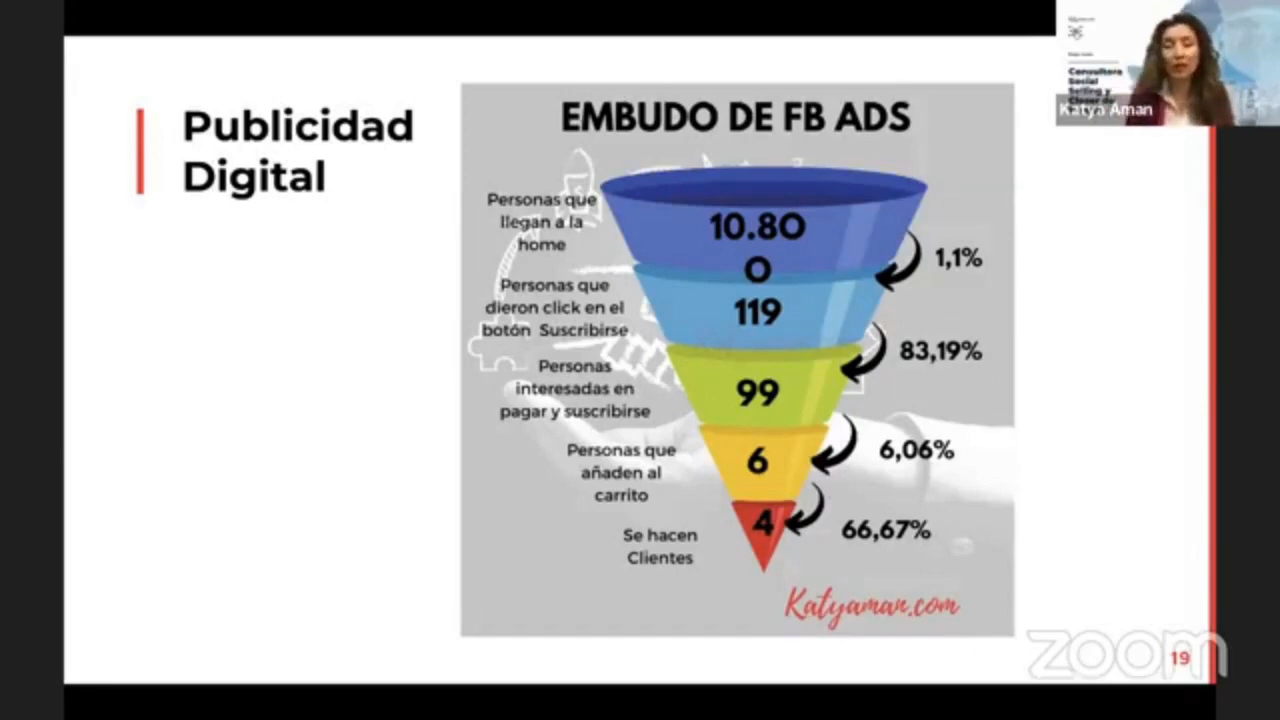 Publicidad
Digital
EMBUDO DE FB ADS
Personas que
llegan a la
home
10.80
0
1,1%
Personas que
dieron click en el
botón Suscribirse
119
83,19%
Personas
interesadas en
pagar y suscribirse
99
6,06%
Personas que
añaden al
carrito
6
66,67%
Se hacen
Clientes
4
Katyaman.com
Consultora
Social
Selling y
Katya Aman
zoom
19